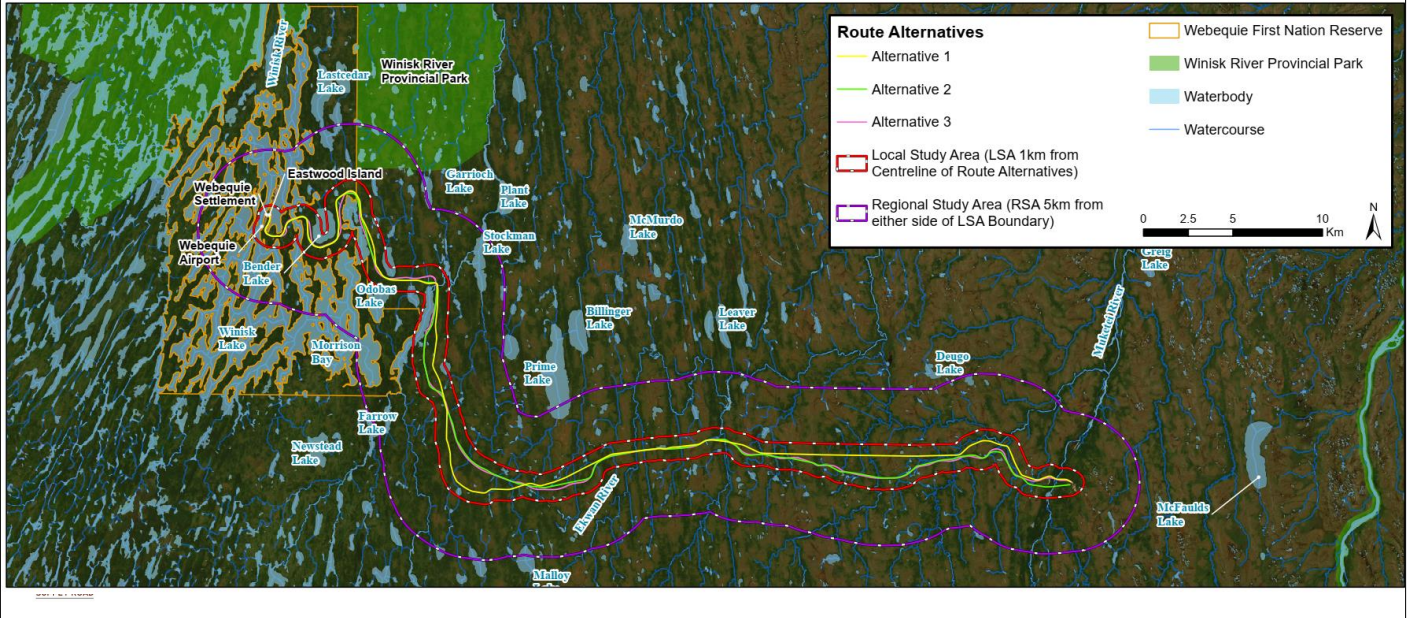 Route Alternatives
Alternative 1
Alternative 2
Alternative 3
Local Study Area (LSA 1km from
Centreline of Route Alternatives)
Regional Study Area (RSA 5km from
either side of LSA Boundary)
Webequie First Nation Reserve
Winisk River Provincial Park
Waterbody
Watercourse
0 2.5 5 10
Km
N
Winisk River
Lastcedar
Lake
Winisk River
Provincial Park
Eastwood Island
Webequie
Settlement
Webequie
Airport
Bender
Lake
Garrioch
Lake
Plant
Lake
Stockman
Lake
McMurdo
Lake
Greig
Lake
Odobas
Lake
Winisk
Lake
Morrison
Bay
Billinger
Lake
Leaver
Lake
Muketei River
Prime
Lake
Deugo
Lake
Farrow
Lake
Newstead
Lake
Ekwan River
McFaulds
Lake
Malloy